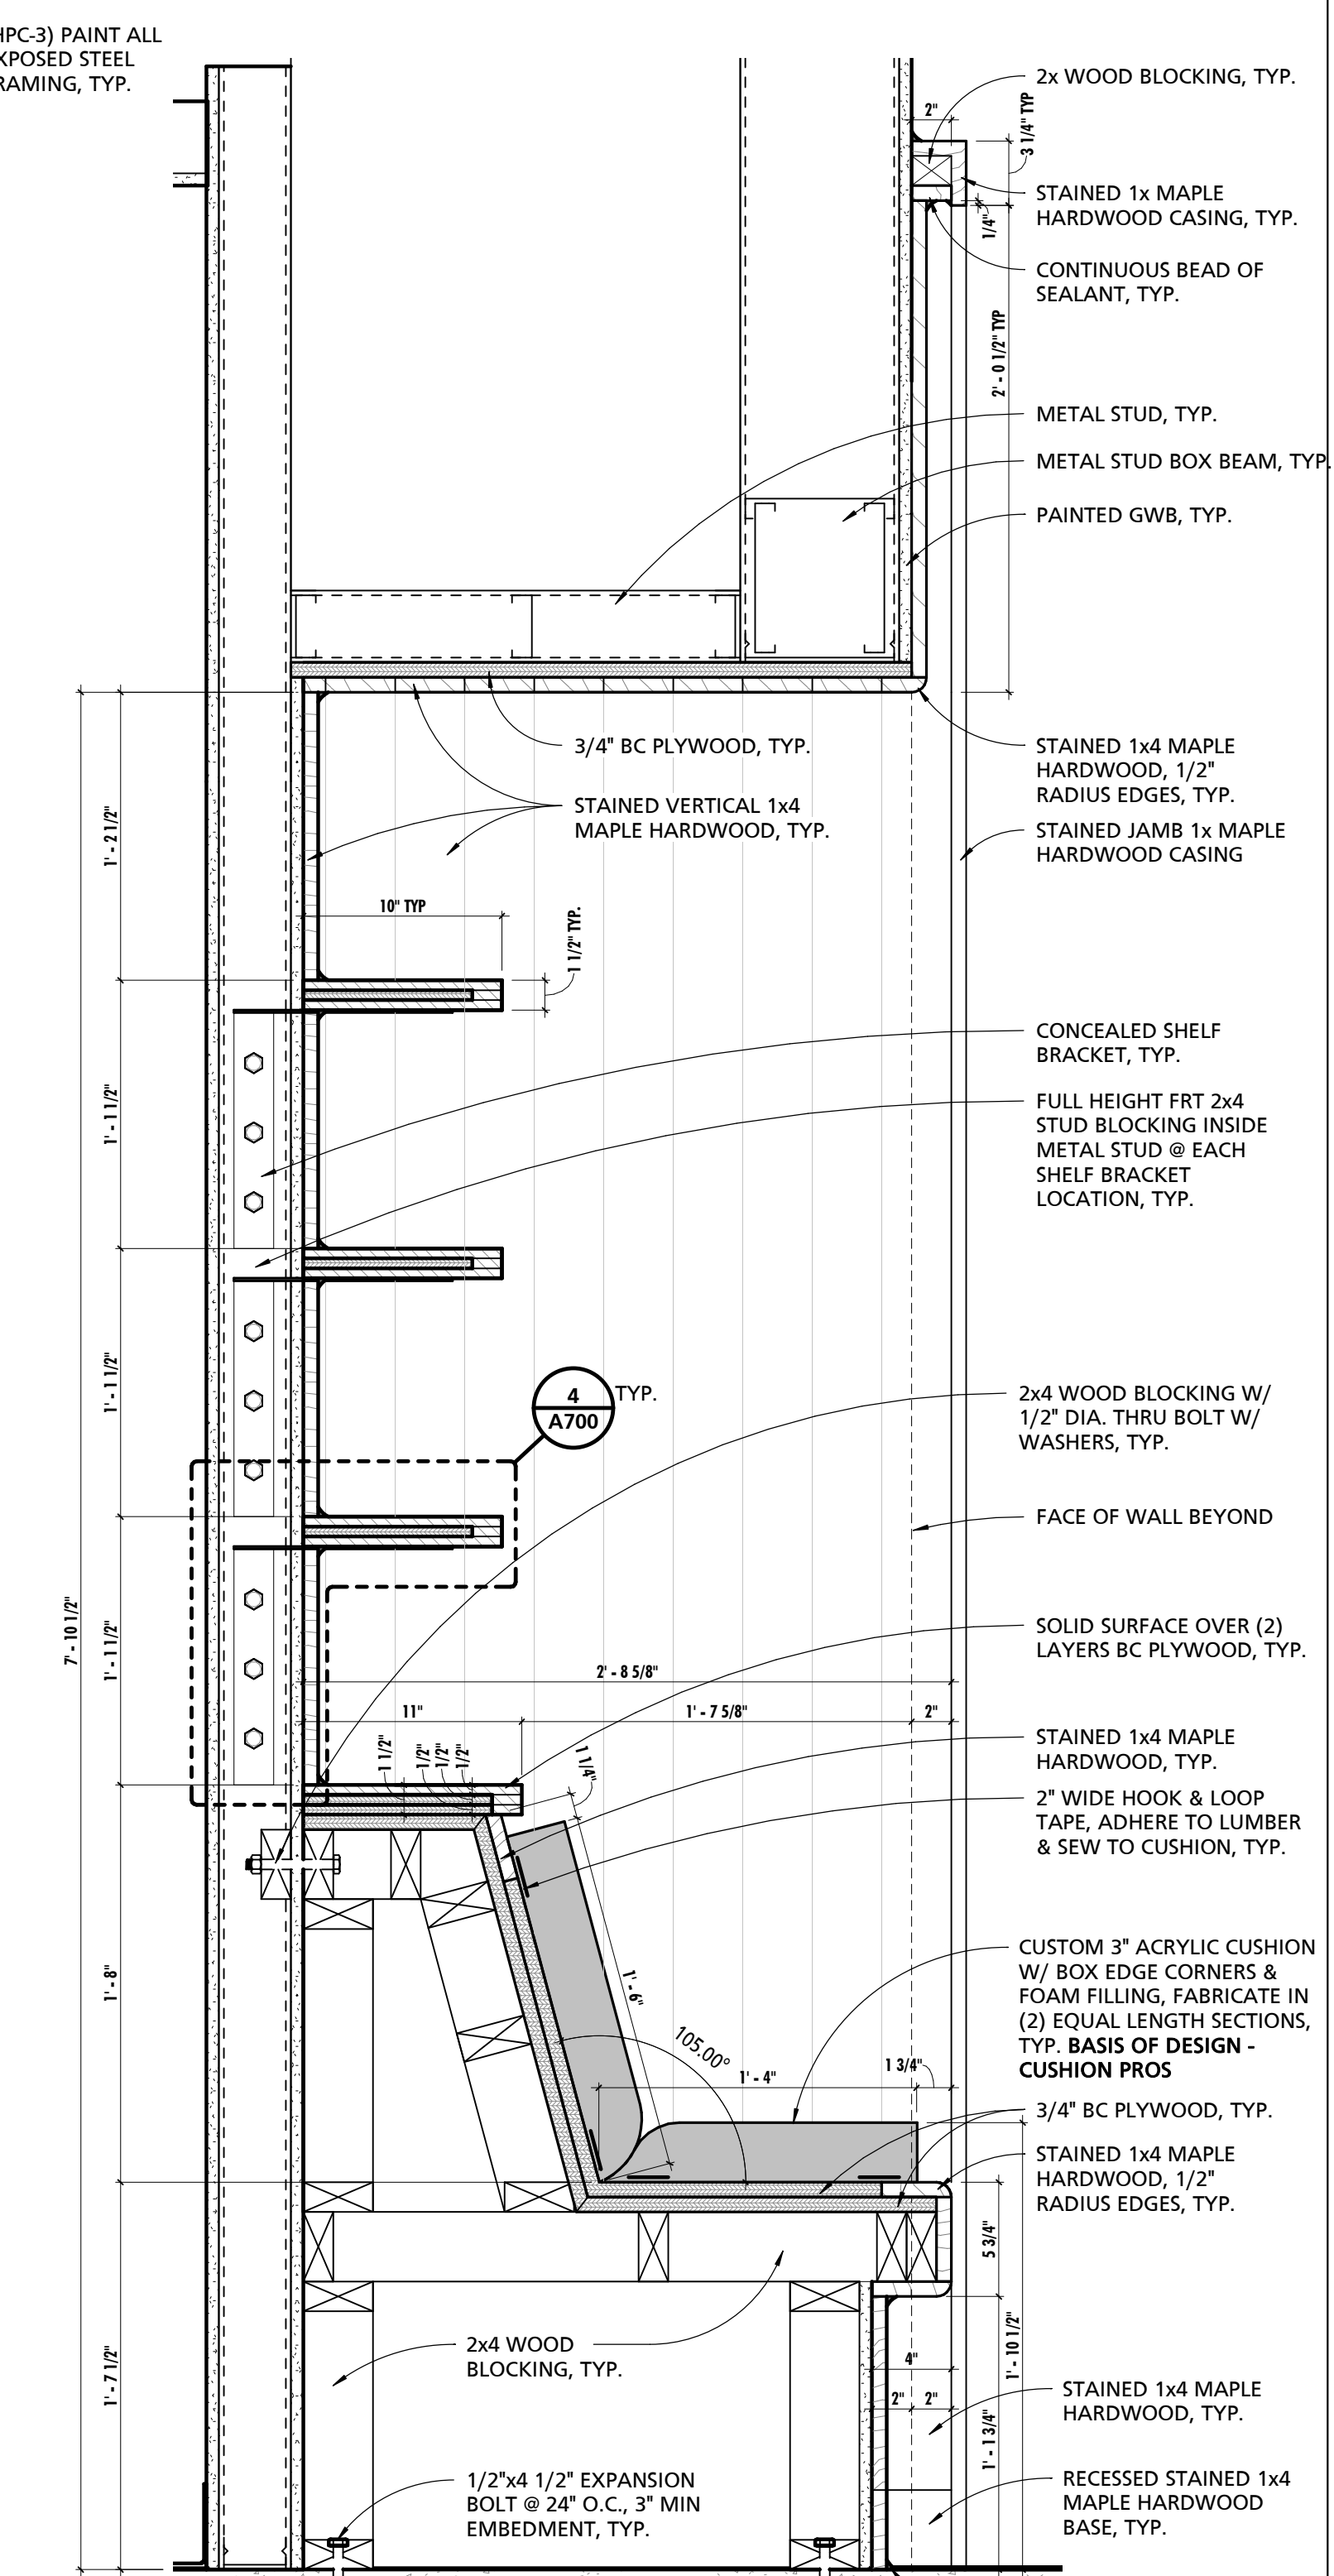 HPC-3) PAINT ALL
XPOSED STEEL
RAMING, TYP.
2x WOOD BLOCKING, TYP.
2"
3 1/4" TYP
STAINED 1x MAPLE
HARDWOOD CASING, TYP.
1/4"
CONTINUOUS BEAD OF
SEALANT, TYP.
2' - 0 1/2" TYP
METAL STUD, TYP.
METAL STUD BOX BEAM, TYP.
PAINTED GWB, TYP.
3/4" BC PLYWOOD, TYP.
STAINED VERTICAL 1x4
MAPLE HARDWOOD, TYP.
STAINED 1x4 MAPLE
HARDWOOD, 1/2"
RADIUS EDGES, TYP.
STAINED JAMB 1x MAPLE
HARDWOOD CASING
1' - 2 1/2"
10" TYP
1 1/2" TYP.
CONCEALED SHELF
BRACKET, TYP.
1' - 1 1/2"
FULL HEIGHT FRT 2x4
STUD BLOCKING INSIDE
METAL STUD @ EACH
SHELF BRACKET
LOCATION, TYP.
1' - 1 1/2"
4
A700
TYP.
2x4 WOOD BLOCKING W/
1/2" DIA. THRU BOLT W/
WASHERS, TYP.
FACE OF WALL BEYOND
7' - 10 1/2"
1' - 1 1/2"
SOLID SURFACE OVER (2)
LAYERS BC PLYWOOD, TYP.
2' - 8 5/8"
11"
1' - 7 5/8"
2"
STAINED 1x4 MAPLE
HARDWOOD, TYP.
1 1/2"
1/2"
1/2"
1/2"
1 1/4"
2" WIDE HOOK & LOOP
TAPE, ADHERE TO LUMBER
& SEW TO CUSHION, TYP.
1' - 8"
1' - 6"
105.00°
1' - 4"
1 3/4"
CUSTOM 3" ACRYLIC CUSHION
W/ BOX EDGE CORNERS &
FOAM FILLING, FABRICATE IN
(2) EQUAL LENGTH SECTIONS,
TYP. BASIS OF DESIGN -
CUSHION PROS
3/4" BC PLYWOOD, TYP.
STAINED 1x4 MAPLE
HARDWOOD, 1/2"
RADIUS EDGES, TYP.
5 3/4"
1' - 7 1/2"
2x4 WOOD
BLOCKING, TYP.
4"
2"
2"
1' - 10 1/2"
1' - 1 3/4"
STAINED 1x4 MAPLE
HARDWOOD, TYP.
1/2"x4 1/2" EXPANSION
BOLT @ 24" O.C., 3" MIN
EMBEDMENT, TYP.
RECESSED STAINED 1x4
MAPLE HARDWOOD
BASE, TYP.